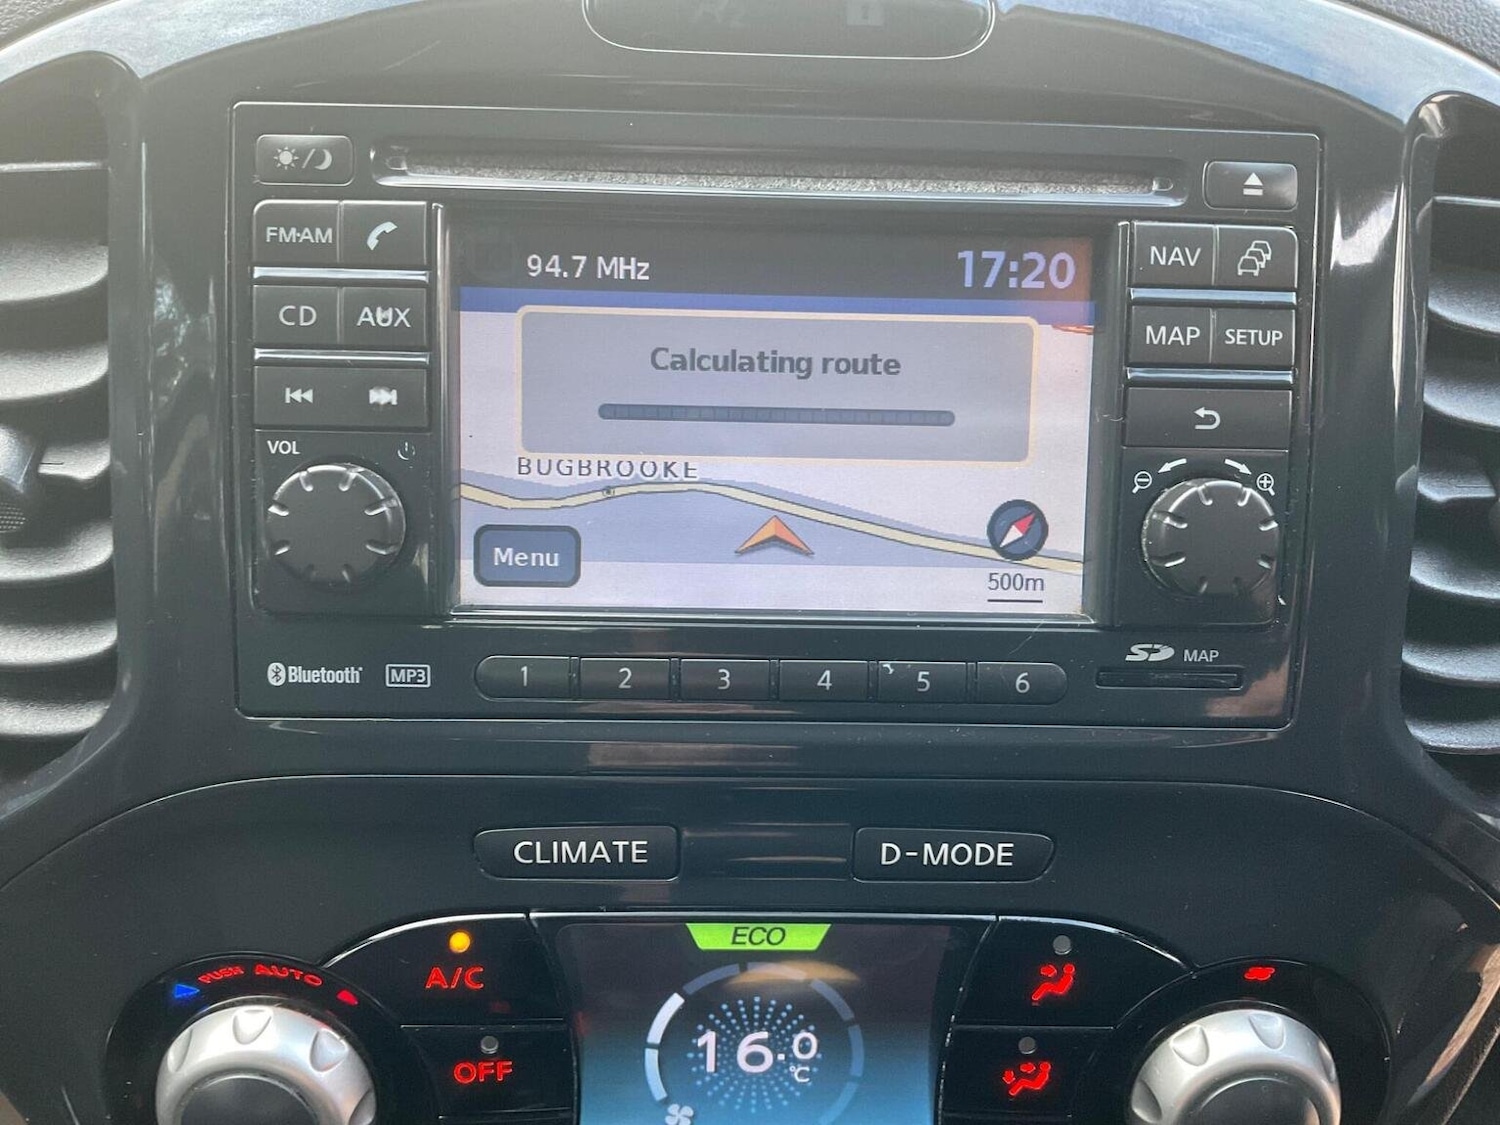 FM·AM
CD
AUX
VOL
94.7 MHz
17:20
Calculating route
BUGBROOKE
Menu
500m
NAV
MAP
SETUP
Bluetooth
MP3
1 2 3 4 5 6
SD MAP
CLIMATE
D-MODE
ECO
PUSH AUTO
A/C
OFF
16.0
°C